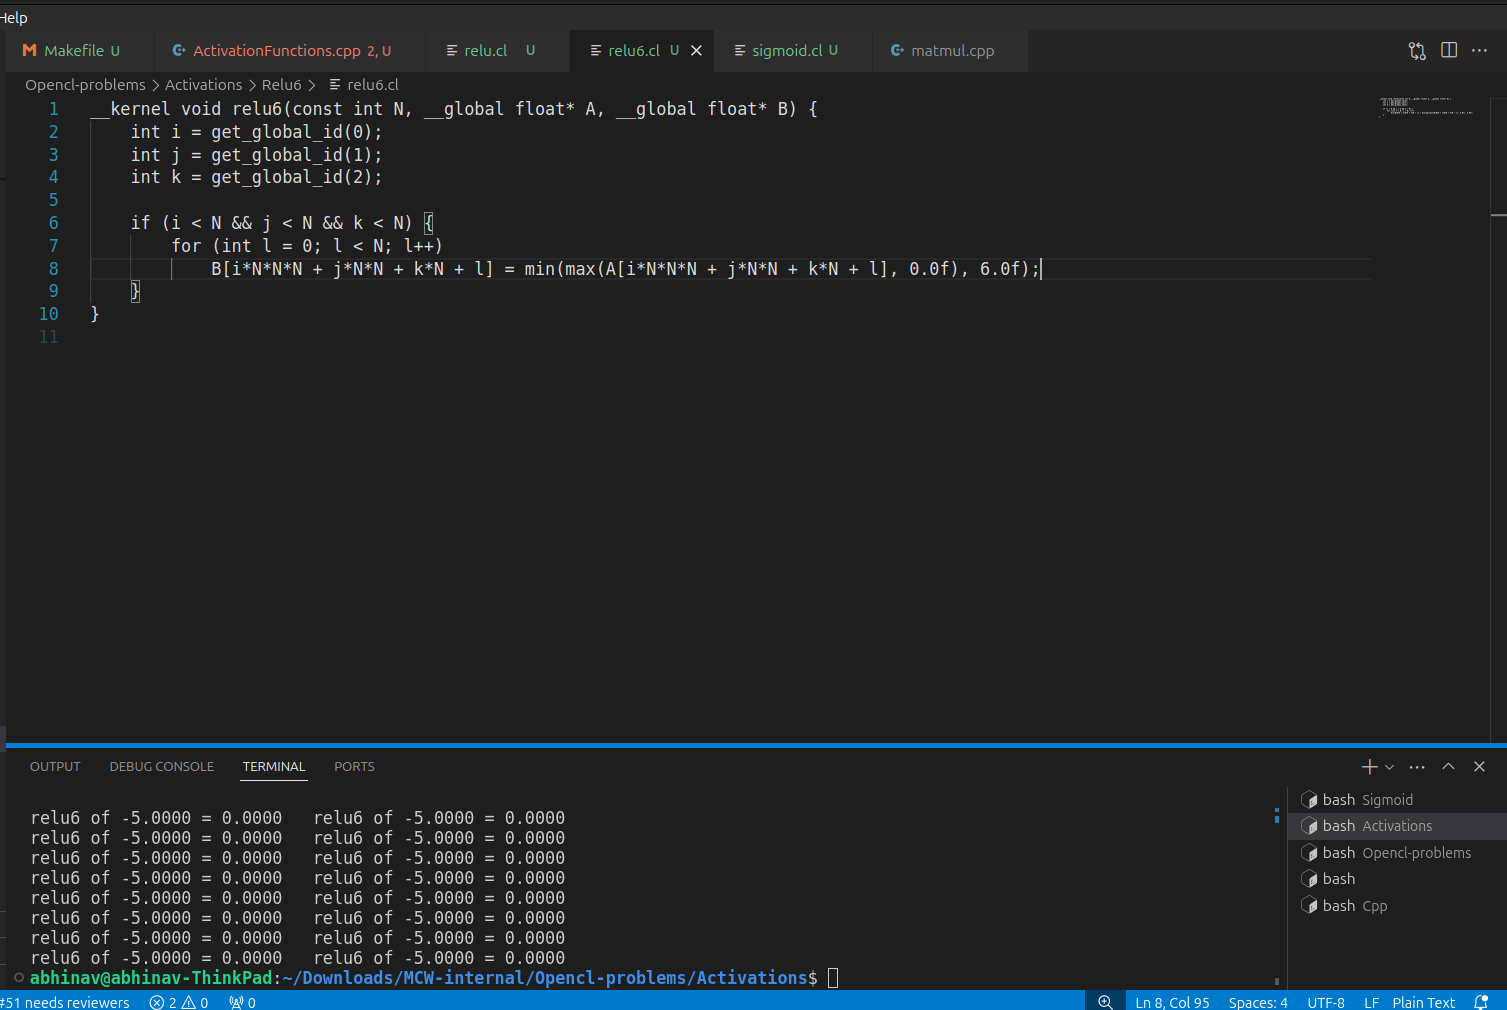 Help
Makefile U
ActivationFunctions.cpp 2, U
relu.cl U
relu6.cl U
sigmoid.cl U
matmul.cpp
Opencl-problems > Activations > Relu6 > relu6.cl
1 __kernel void relu6(const int N, __global float* A, __global float* B) {
2     int i = get_global_id(0);
3     int j = get_global_id(1);
4     int k = get_global_id(2);
5
6     if (i < N && j < N && k < N) {
7         for (int l = 0; l < N; l++)
8             B[i*N*N*N + j*N*N + k*N + l] = min(max(A[i*N*N*N + j*N*N + k*N + l], 0.0f), 6.0f);
9     }
10 }
11
OUTPUT DEBUG CONSOLE TERMINAL PORTS
relu6 of -5.0000 = 0.0000   relu6 of -5.0000 = 0.0000
relu6 of -5.0000 = 0.0000   relu6 of -5.0000 = 0.0000
relu6 of -5.0000 = 0.0000   relu6 of -5.0000 = 0.0000
relu6 of -5.0000 = 0.0000   relu6 of -5.0000 = 0.0000
relu6 of -5.0000 = 0.0000   relu6 of -5.0000 = 0.0000
relu6 of -5.0000 = 0.0000   relu6 of -5.0000 = 0.0000
relu6 of -5.0000 = 0.0000   relu6 of -5.0000 = 0.0000
relu6 of -5.0000 = 0.0000   relu6 of -5.0000 = 0.0000
abhinav@abhinav-ThinkPad:~/Downloads/MCW-internal/Opencl-problems/Activations$
bash Sigmoid
bash Activations
bash Opencl-problems
bash
bash Cpp
#51 needs reviewers 2 0 0 Ln 8, Col 95 Spaces: 4 UTF-8 LF Plain Text